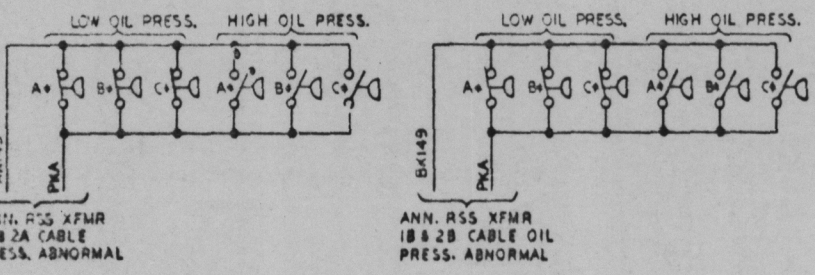 LOW OIL PRESS. HIGH OIL PRESS. LOW OIL PRESS. HIGH OIL PRESS.
A B C A B C A B C A B C
PKA BK149 PKA
RSS XFMR
2A CABLE
ABNORMAL
ANN. RSS XFMR
1B & 2B CABLE OIL
PRESS. ABNORMAL